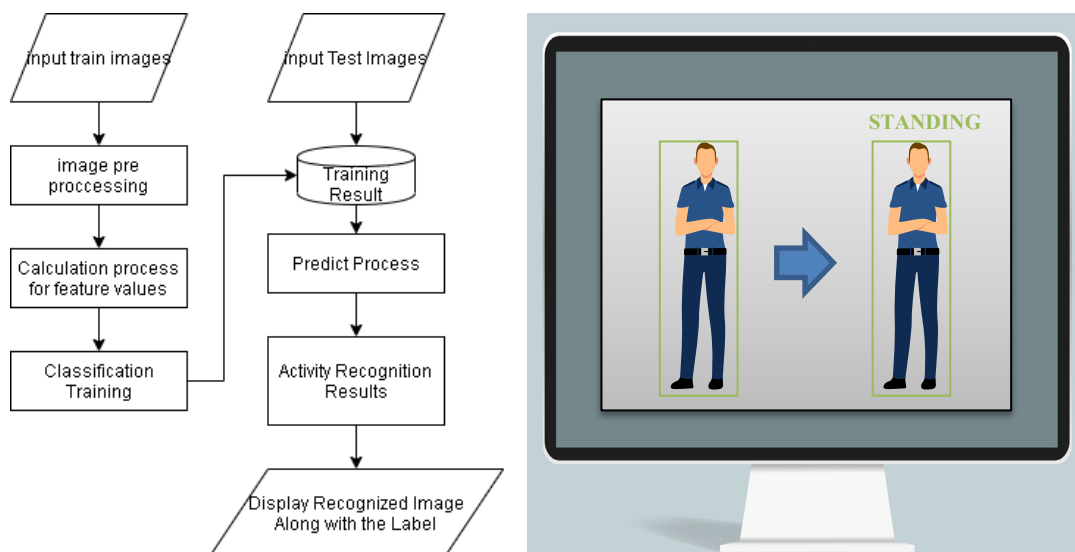 input train images
image pre
proccessing
Calculation process
for feature values
Classification
Training
input Test Images
Training
Result
Predict Process
Activity Recognition
Results
Display Recognized Image
Along with the Label
STANDING